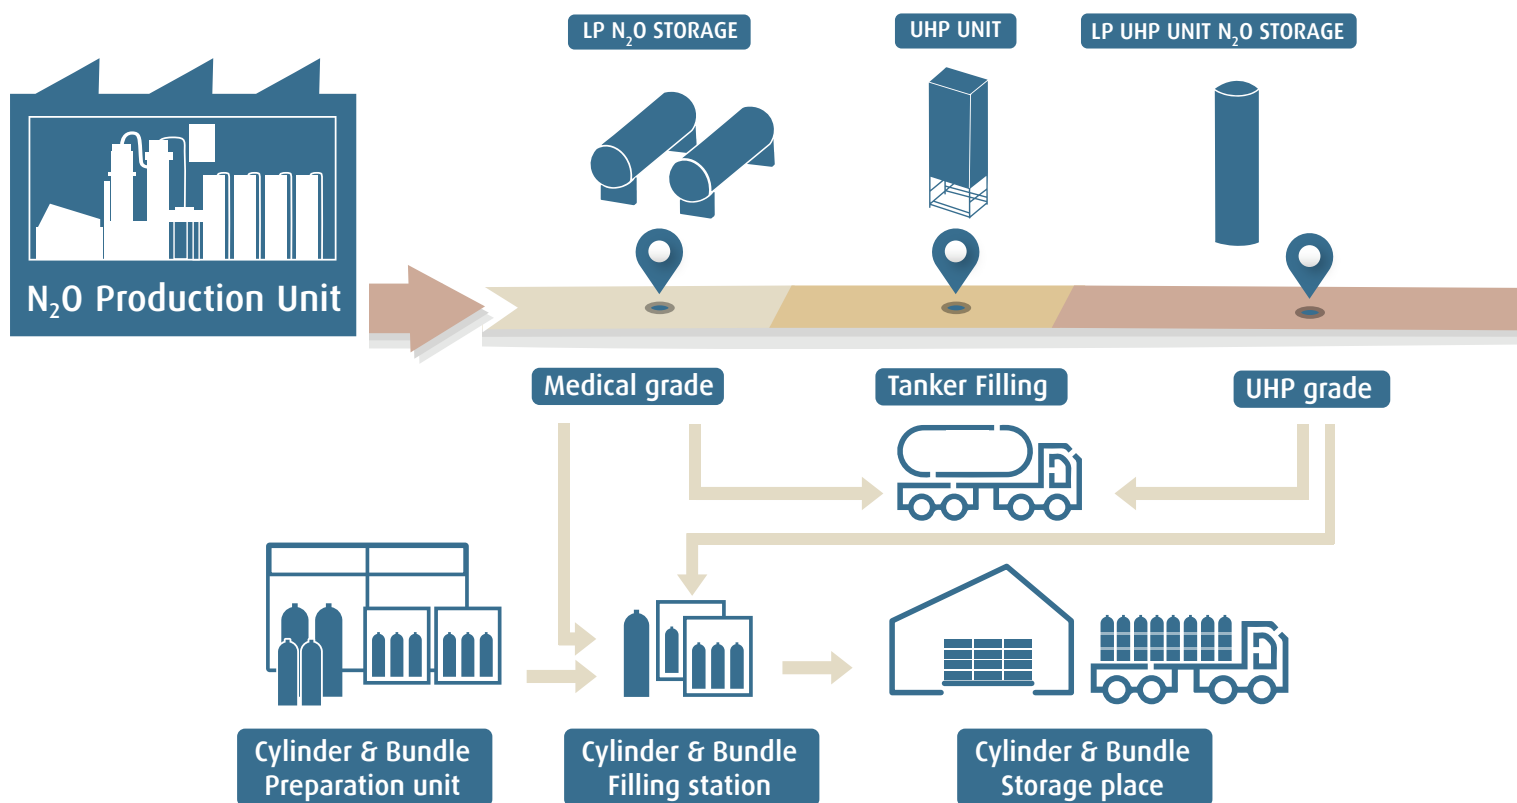 LP N₂O STORAGE
UHP UNIT
LP UHP UNIT N₂O STORAGE
N₂O Production Unit
Medical grade
Tanker Filling
UHP grade
Cylinder & Bundle
Preparation unit
Cylinder & Bundle
Filling station
Cylinder & Bundle
Storage place